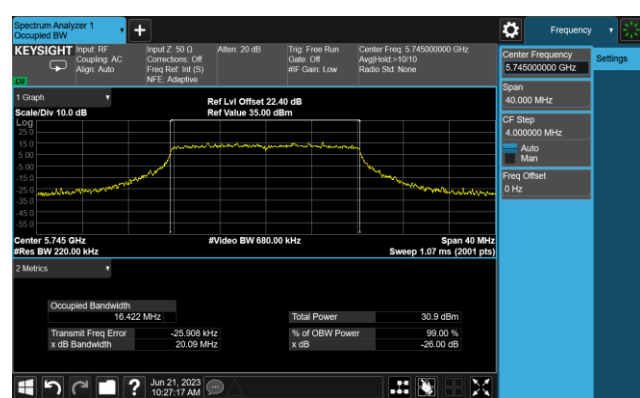 Spectrum Analyzer 1
Occupied BW
Frequency
KEYSIGHT
Input: RF
Coupling: AC
Align: Auto
Input Z: 50 Ω
Corrections: Off
Freq Ref: Int (S)
NFE: Adaptive
Atten: 20 dB
Trig: Free Run
Gate: Off
#IF Gain: Low
Center Freq: 5.745000000 GHz
Avg|Hold:>10/10
Radio Std: None
LW
1 Graph
Scale/Div 10.0 dB
Ref Lvl Offset 22.40 dB
Ref Value 35.00 dBm
Log
25.0
15.0
5.00
-5.00
-15.0
-25.0
-35.0
-45.0
-55.0
Center 5.745 GHz
#Res BW 220.00 kHz
#Video BW 680.00 kHz
Span 40 MHz
Sweep 1.07 ms (2001 pts)
2 Metrics
Occupied Bandwidth
16.422 MHz
Transmit Freq Error -25.908 kHz
x dB Bandwidth 20.09 MHz
Total Power 30.9 dBm
% of OBW Power 99.00 %
x dB -26.00 dB
Jun 21, 2023
10:27:17 AM
Center Frequency
5.745000000 GHz
Span
40.000 MHz
CF Step
4.000000 MHz
Auto
Man
Freq Offset
0 Hz
Settings